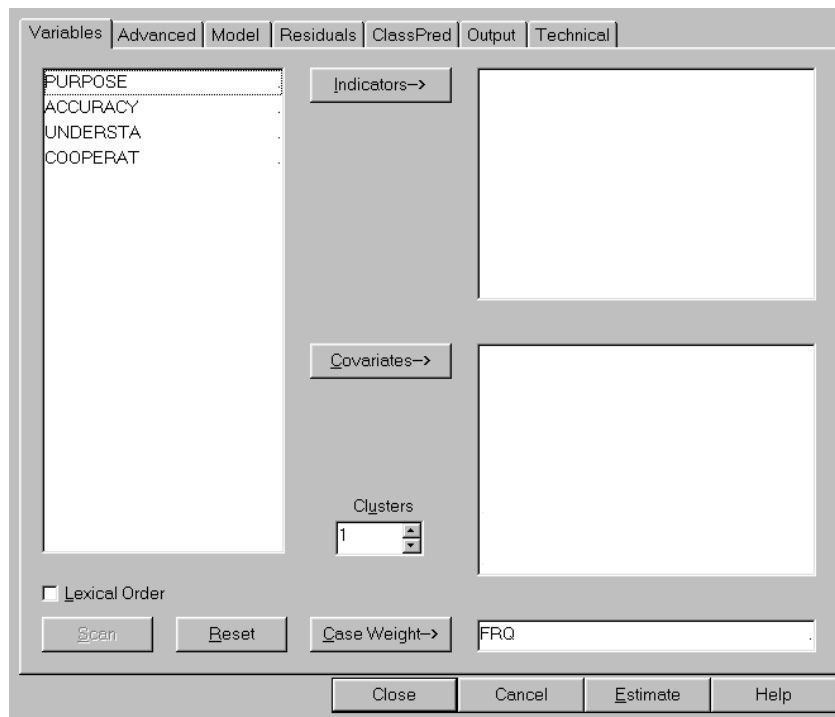 Variables Advanced Model Residuals ClassPred Output Technical
PURPOSE .
ACCURACY .
UNDERSTA .
COOPERAT .
Indicators-->
Covariates-->
Clusters
1
Lexical Order
Scan Reset Case Weight--> FRQ .
Close Cancel Estimate Help